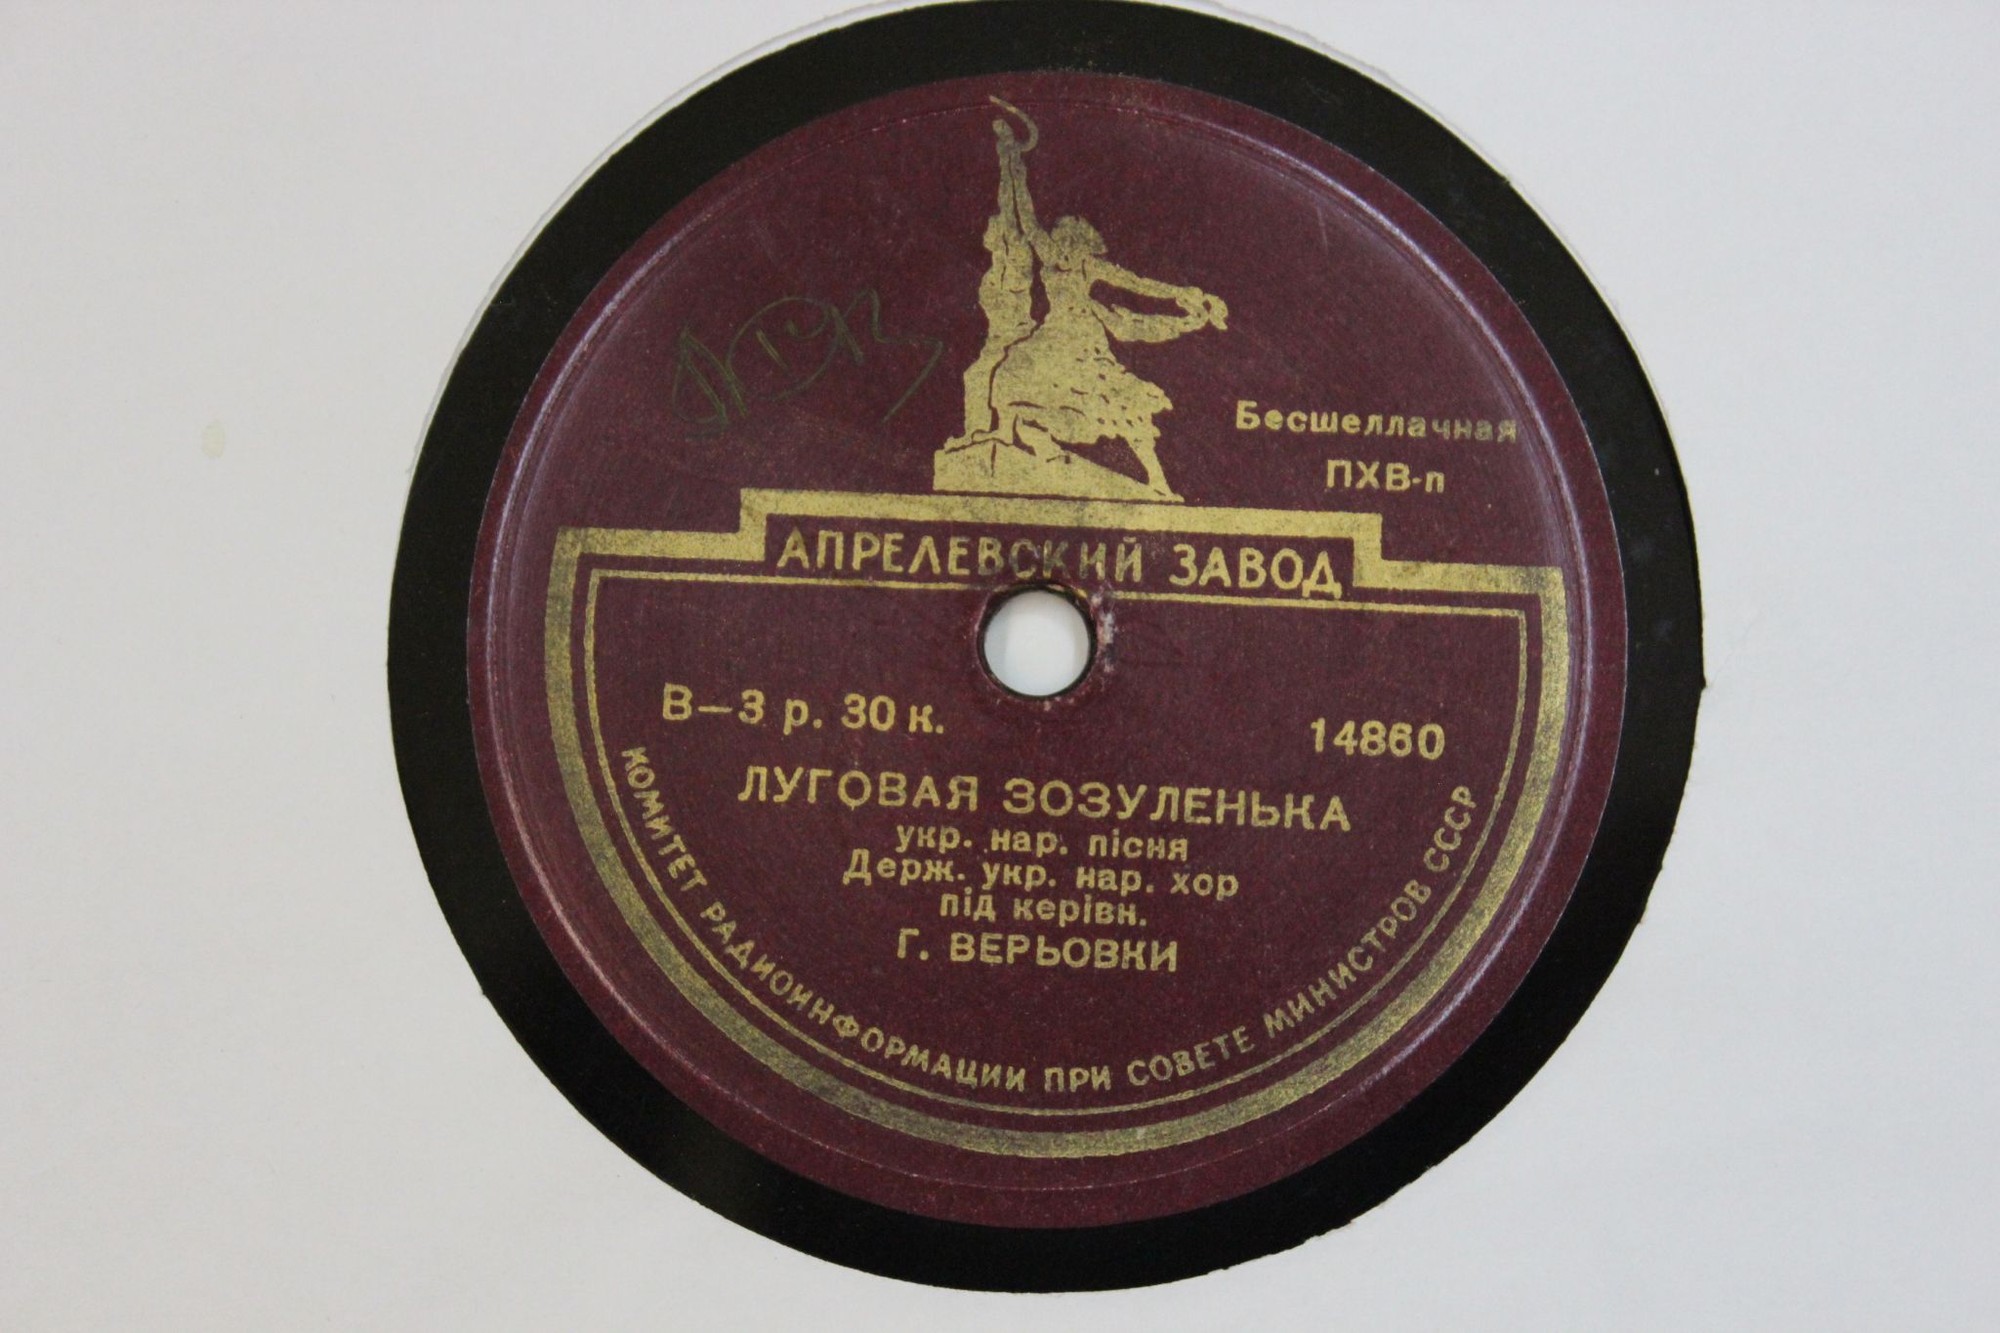 Бесшеллачная
ПХВ-п
АПРЕЛЕВСКИЙ ЗАВОД
В–3 р. 30 к.
14860
ЛУГОВАЯ ЗОЗУЛЕНЬКА
укр. нар. пісня
Держ. укр. нар. хор
під керівн.
Г. ВЕРЬОВКИ
КОМИТЕТ РАДИОИНФОРМАЦИИ ПРИ СОВЕТЕ МИНИСТРОВ СССР